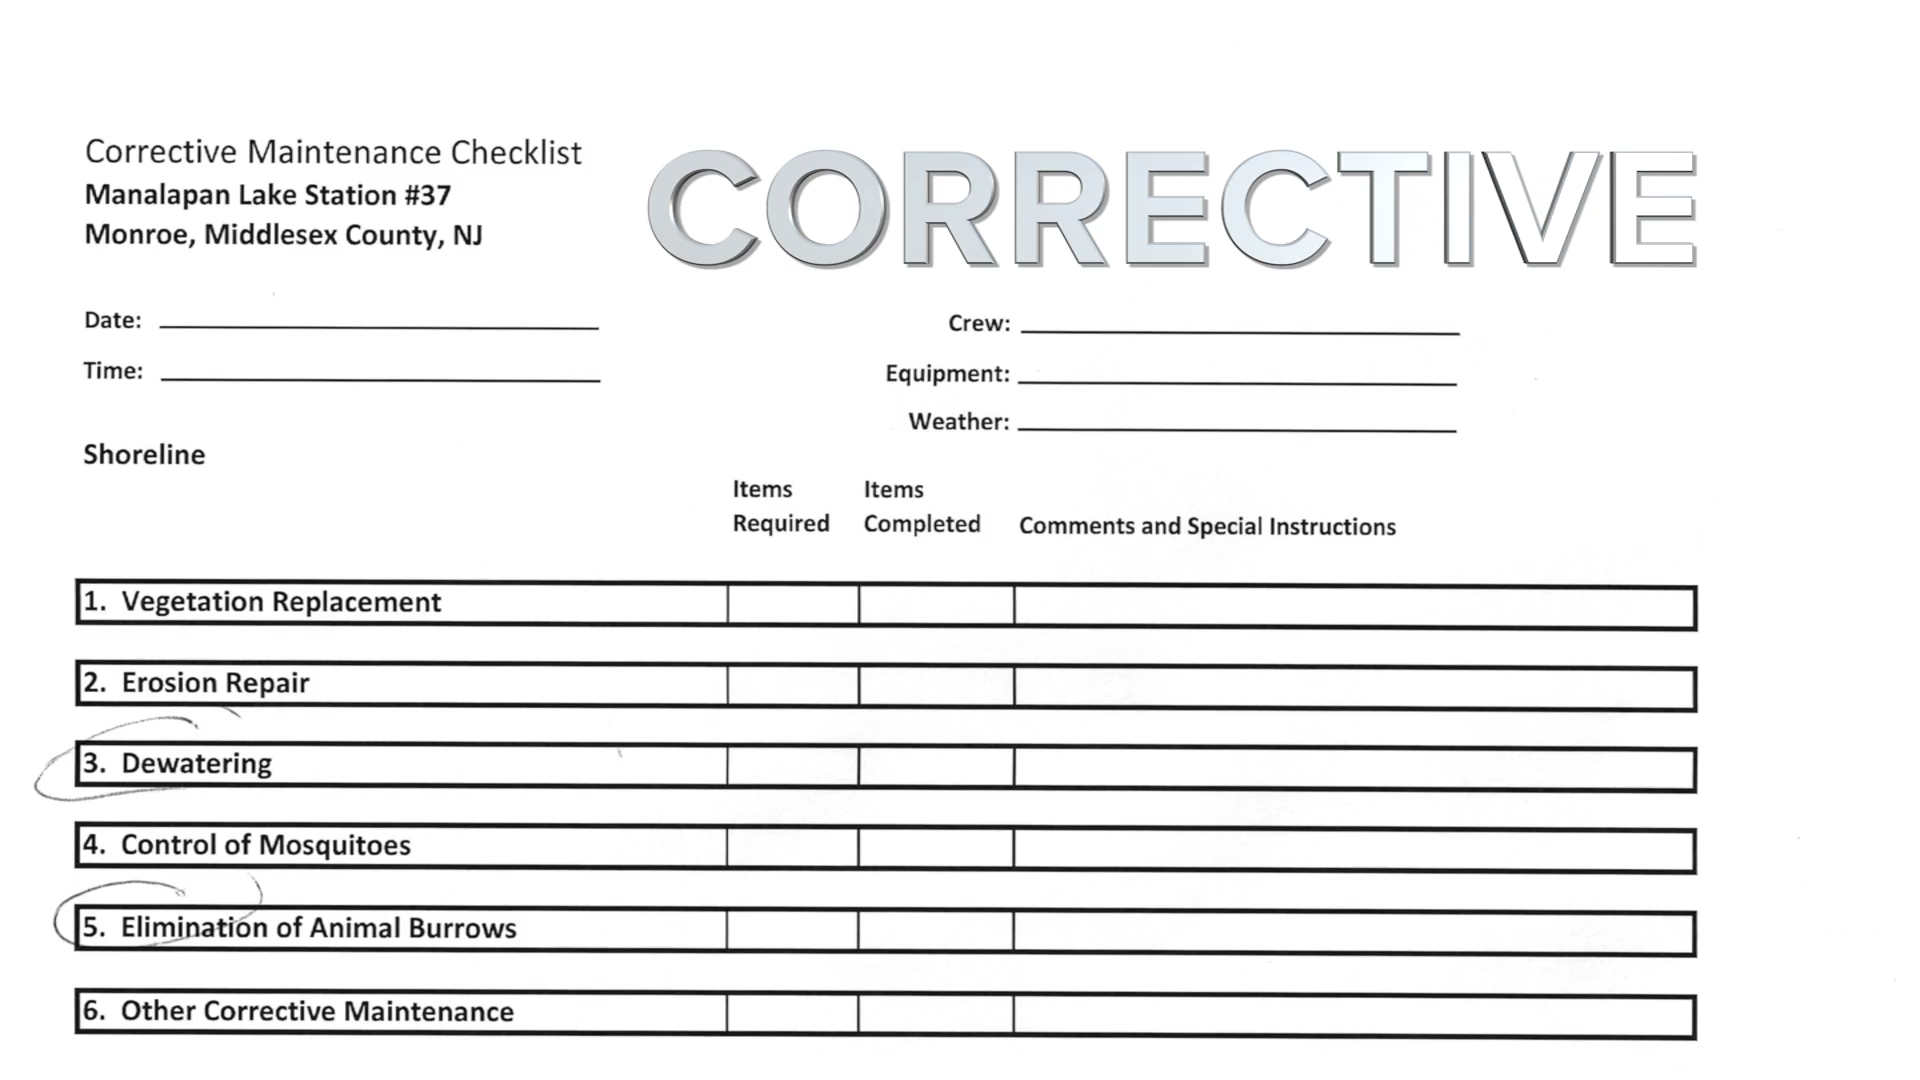 Corrective Maintenance Checklist
Manalapan Lake Station #37
Monroe, Middlesex County, NJ
CORRECTIVE
Date:
Crew:
Time:
Equipment:
Weather:
Shoreline
Items Required
Items Completed
Comments and Special Instructions
1. Vegetation Replacement
2. Erosion Repair
3. Dewatering
4. Control of Mosquitoes
5. Elimination of Animal Burrows
6. Other Corrective Maintenance